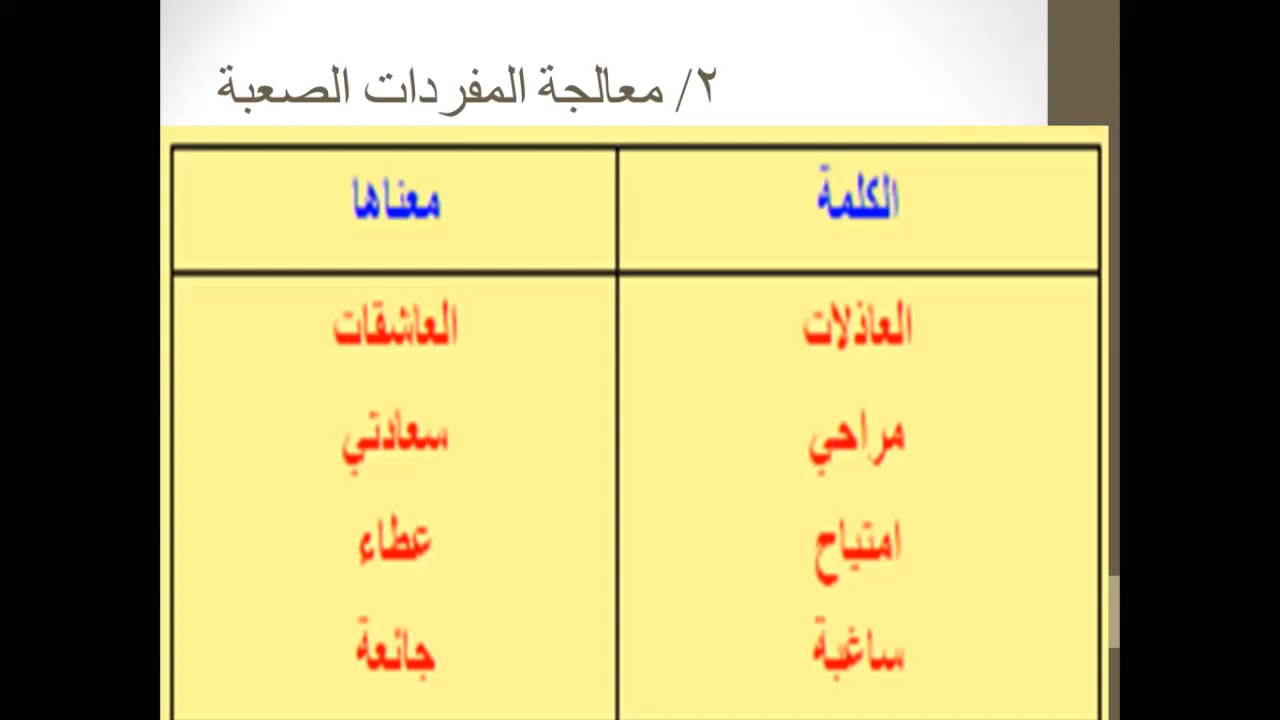 ٢/ معالجة المفردات الصعبة
الكلمة معناها
العاذلات العاشقات
مراحي سعادتي
امتياح عطاء
ساغبة جائعة